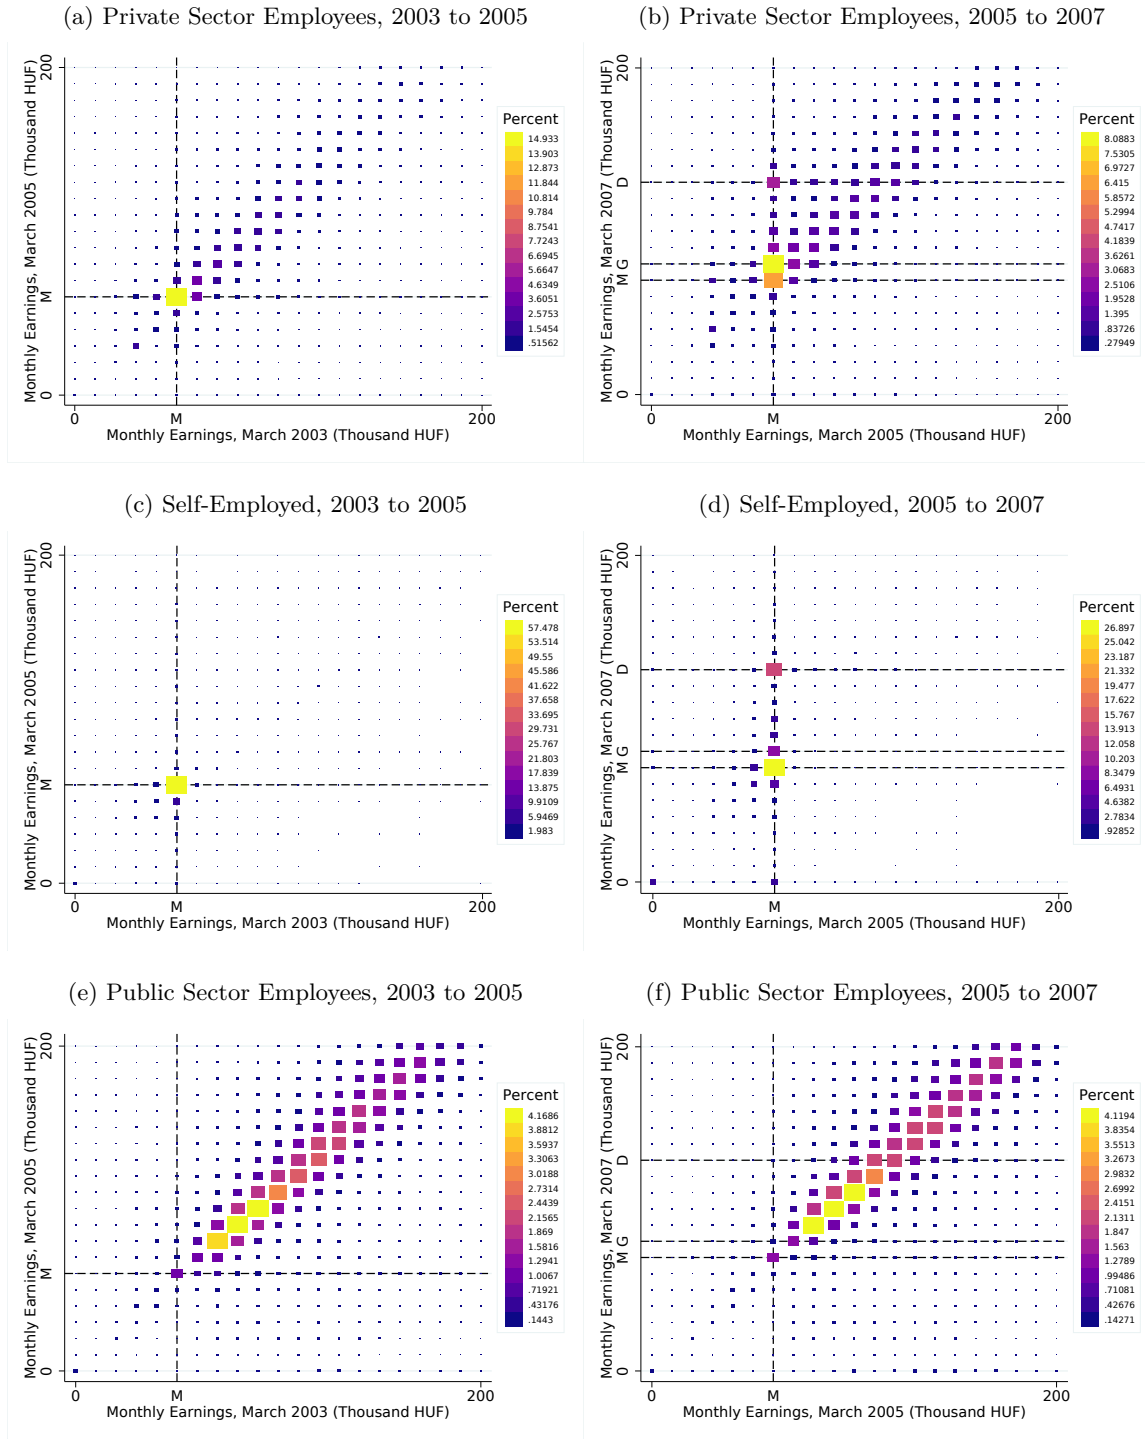 (a) Private Sector Employees, 2003 to 2005
Monthly Earnings, March 2005 (Thousand HUF)
200
M
0
0
M
200
Monthly Earnings, March 2003 (Thousand HUF)
Percent
14.933
13.903
12.873
11.844
10.814
9.784
8.7541
7.7243
6.6945
5.6647
4.6349
3.6051
2.5753
1.5454
.51562
(b) Private Sector Employees, 2005 to 2007
Monthly Earnings, March 2007 (Thousand HUF)
200
D
G
M
0
0
M
200
Monthly Earnings, March 2005 (Thousand HUF)
Percent
8.0883
7.5305
6.9727
6.415
5.8572
5.2994
4.7417
4.1839
3.6261
3.0683
2.5106
1.9528
1.395
.83726
.27949
(c) Self-Employed, 2003 to 2005
Monthly Earnings, March 2005 (Thousand HUF)
200
M
0
0
M
200
Monthly Earnings, March 2003 (Thousand HUF)
Percent
57.478
53.514
49.55
45.586
41.622
37.658
33.695
29.731
25.767
21.803
17.839
13.875
9.9109
5.9469
1.983
(d) Self-Employed, 2005 to 2007
Monthly Earnings, March 2007 (Thousand HUF)
200
D
G
M
0
0
M
200
Monthly Earnings, March 2005 (Thousand HUF)
Percent
26.897
25.042
23.187
21.332
19.477
17.622
15.767
13.913
12.058
10.203
8.3479
6.4931
4.6382
2.7834
.92852
(e) Public Sector Employees, 2003 to 2005
Monthly Earnings, March 2005 (Thousand HUF)
200
M
0
0
M
200
Monthly Earnings, March 2003 (Thousand HUF)
Percent
4.1686
3.8812
3.5937
3.3063
3.0188
2.7314
2.4439
2.1565
1.869
1.5816
1.2941
1.0067
.71921
.43176
.1443
(f) Public Sector Employees, 2005 to 2007
Monthly Earnings, March 2007 (Thousand HUF)
200
D
G
M
0
0
M
200
Monthly Earnings, March 2005 (Thousand HUF)
Percent
4.1194
3.8354
3.5513
3.2673
2.9832
2.6992
2.4151
2.1311
1.847
1.563
1.2789
.99486
.71081
.42676
.14271